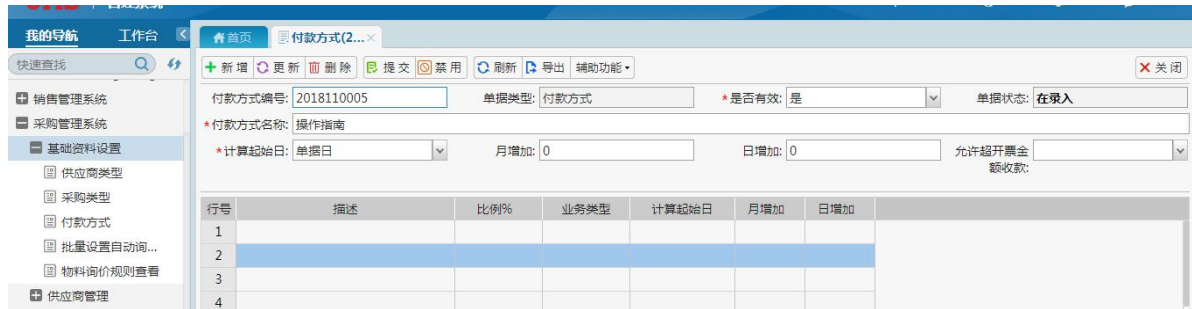 我的导航 工作台 首页 付款方式(2...
快速查找 新增 更新 删除 提交 禁用 刷新 导出 辅助功能 关闭
销售管理系统
采购管理系统
基础资料设置
供应商类型
采购类型
付款方式
批量设置自动询...
物料询价规则查看
供应商管理
付款方式编号: 2018110005 单据类型: 付款方式 *是否有效: 是 单据状态: 在录入
*付款方式名称: 操作指南
*计算起始日: 单据日 月增加: 0 日增加: 0 允许超开票金
额收款:
行号 描述 比例% 业务类型 计算起始日 月增加 日增加
1
2
3
4